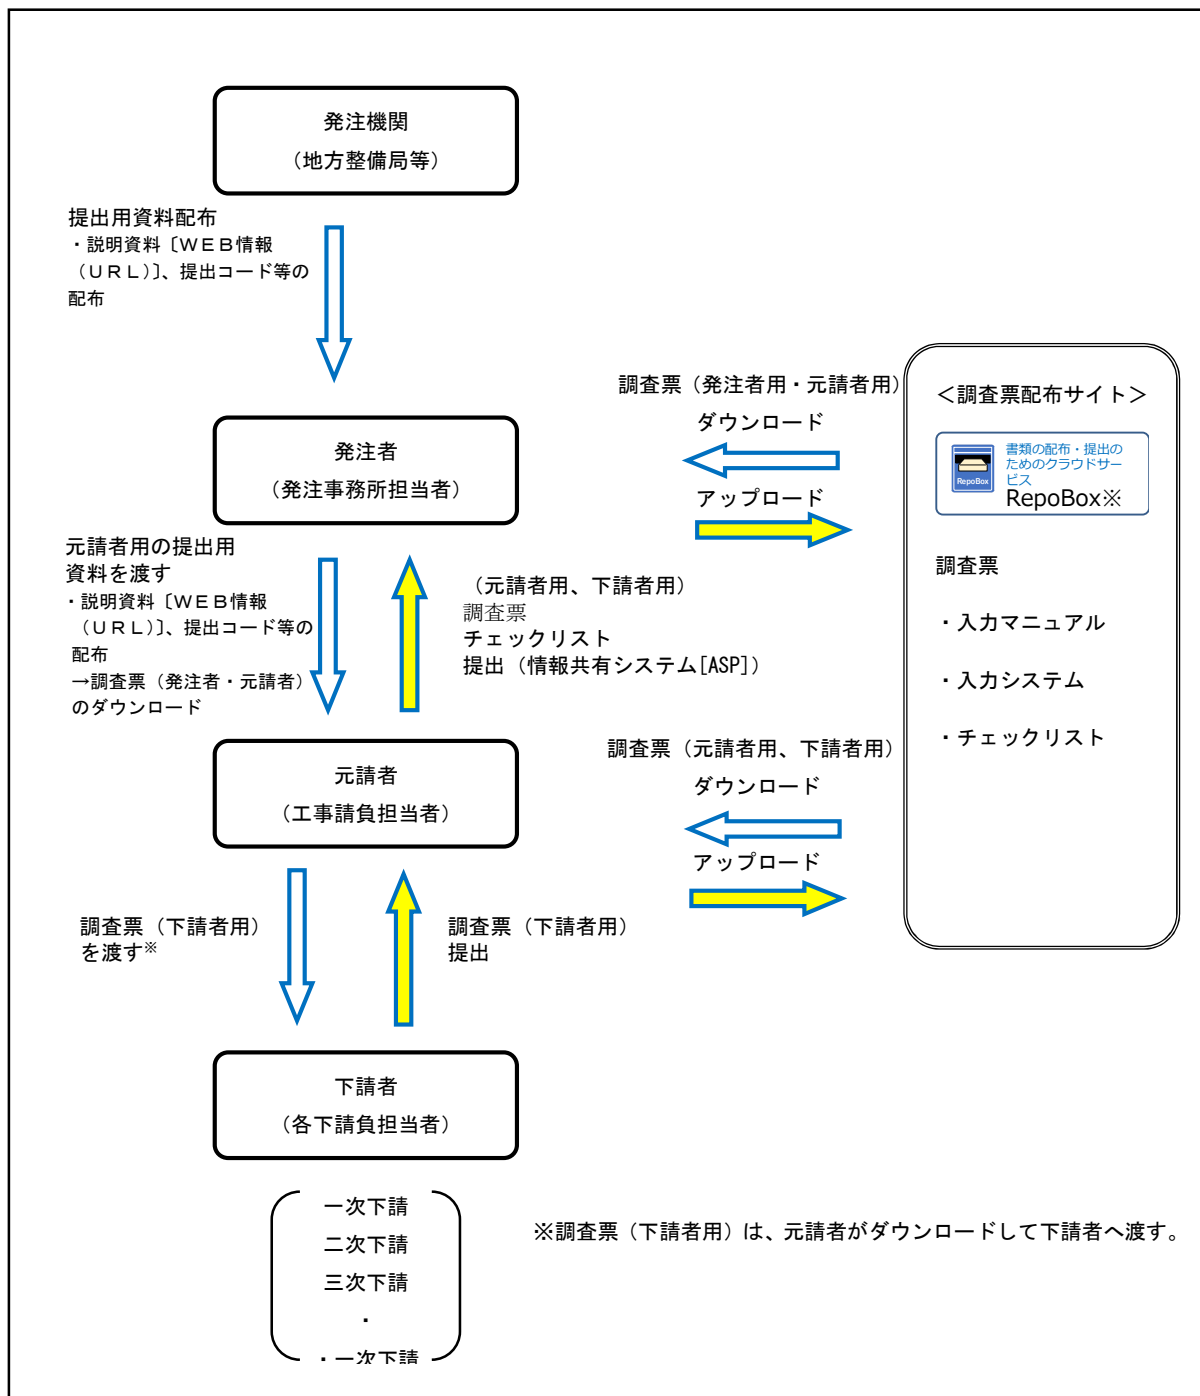 発注機関
（地方整備局等）
提出用資料配布
・説明資料〔ＷＥＢ情報
（ＵＲＬ）〕、提出コード等の
配布
発注者
（発注事務所担当者）
調査票（発注者用・元請者用）
ダウンロード
アップロード
＜調査票配布サイト＞
RepoBox
書類の配布・提出の
ためのクラウドサー
ビス
RepoBox※
調査票
・入力マニュアル
・入力システム
・チェックリスト
元請者用の提出用
資料を渡す
・説明資料〔ＷＥＢ情報
（ＵＲＬ）〕、提出コード等の
配布
→調査票（発注者・元請者）
のダウンロード
（元請者用、下請者用）
調査票
チェックリスト
提出（情報共有システム[ASP]）
元請者
（工事請負担当者）
調査票（元請者用、下請者用）
ダウンロード
アップロード
調査票（下請者用）
を渡す※
調査票（下請者用）
提出
下請者
（各下請負担当者）
一次下請
二次下請
三次下請
・
・一次下請
※調査票（下請者用）は、元請者がダウンロードして下請者へ渡す。